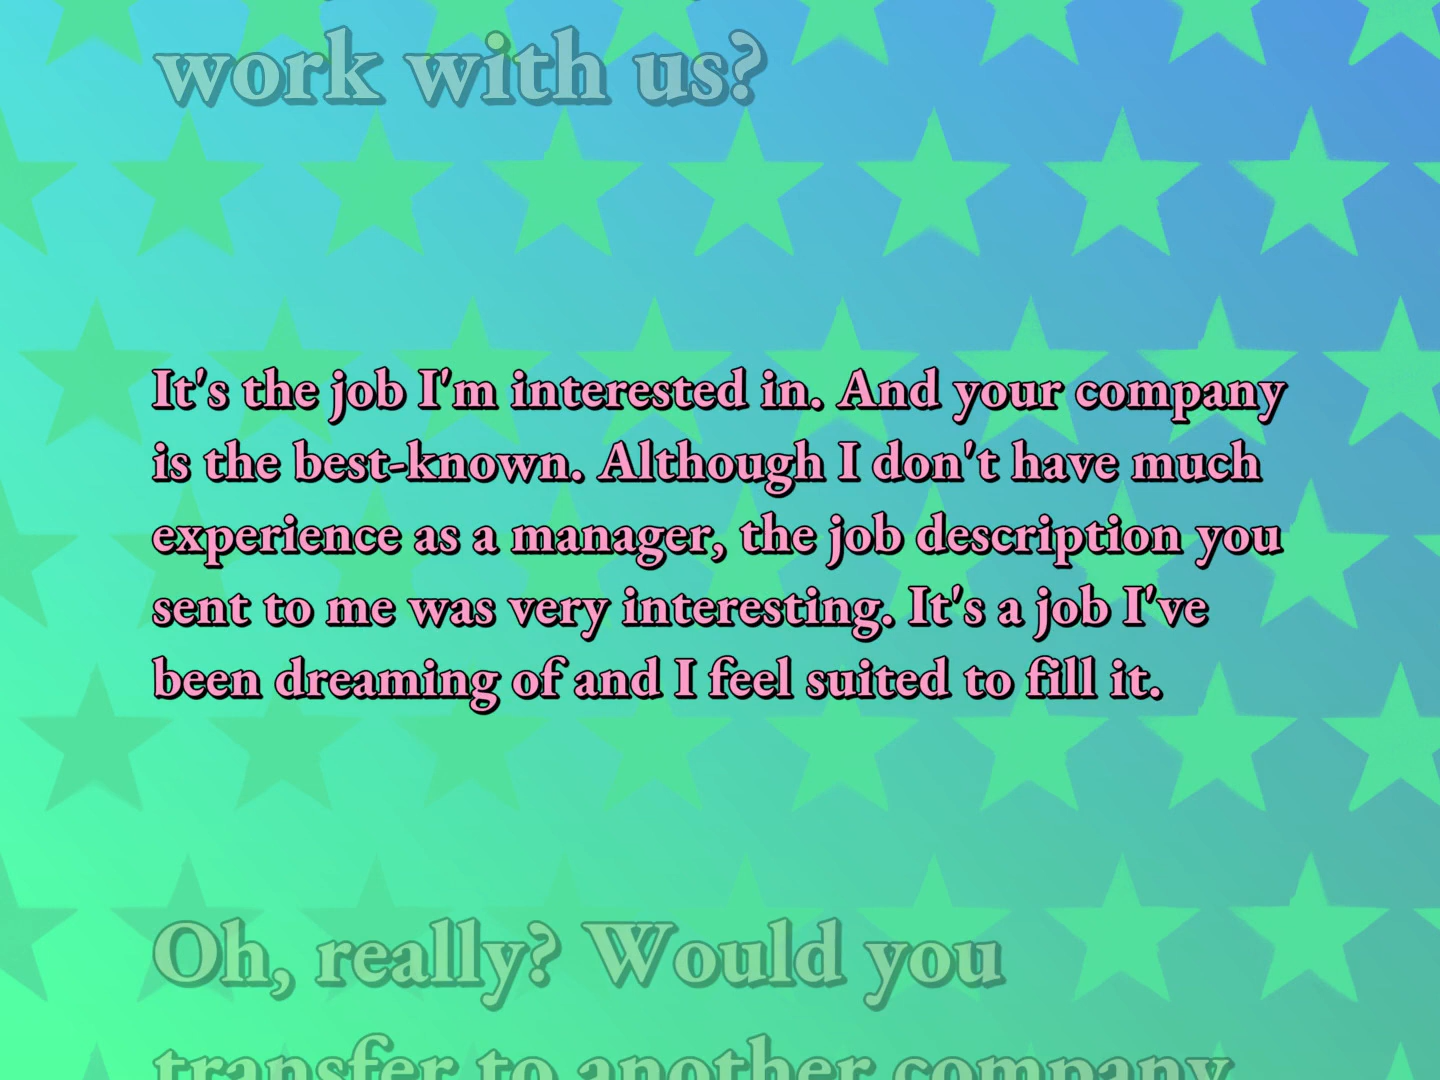 work with us?
It's the job I'm interested in. And your company
is the best-known. Although I don't have much
experience as a manager, the job description you
sent to me was very interesting. It's a job I've
been dreaming of and I feel suited to fill it.
Oh, really? Would you
transfer to another company